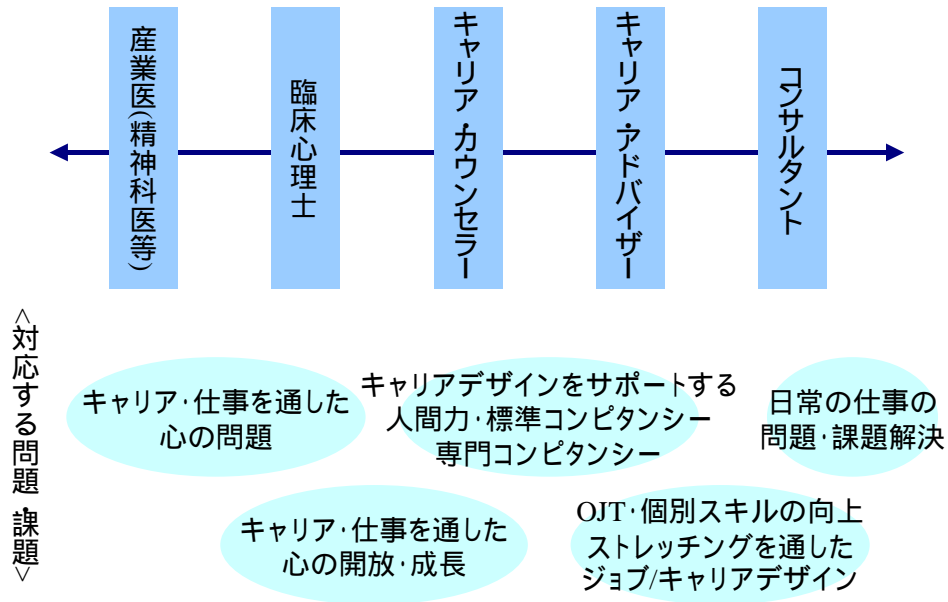 産業医(精神科医等)
臨床心理士
キャリア・カウンセラー
キャリア・アドバイザー
コンサルタント
<対応する問題・課題>
キャリア・仕事を通した
心の問題
キャリアデザインをサポートする
人間力・標準コンピタンシー
専門コンピタンシー
日常の仕事の
問題・課題解決
キャリア・仕事を通した
心の開放・成長
OJT・個別スキルの向上
ストレッチングを通した
ジョブ/キャリアデザイン